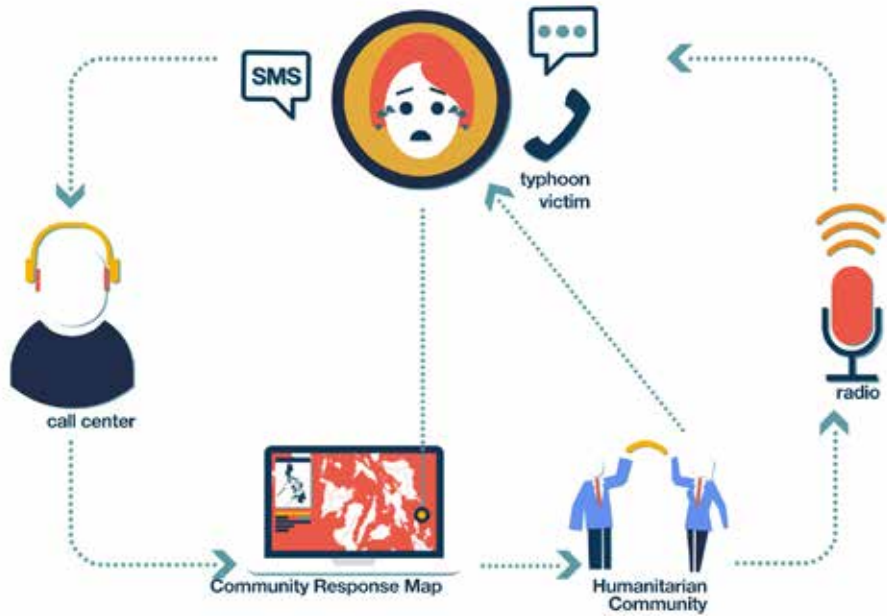 SMS
typhoon
victim
call center
radio
Community Response Map
Humanitarian
Community